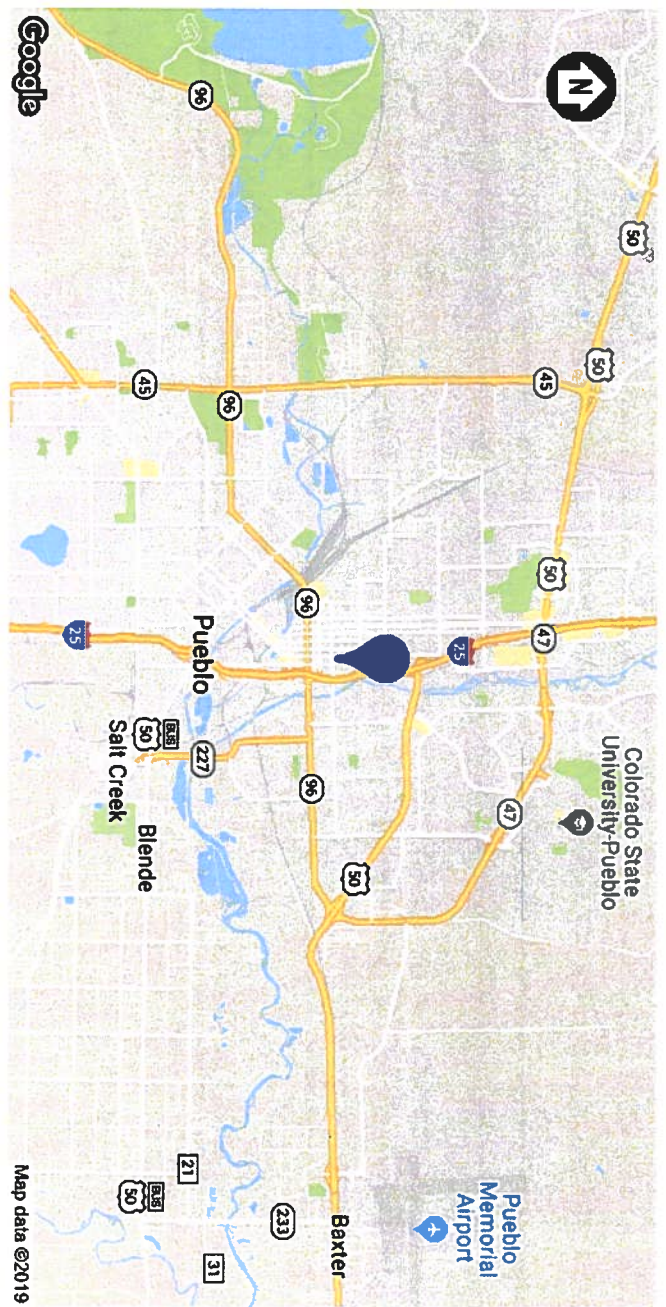 50
50
N
Colorado State
University-Pueblo
50
47
45
47
Pueblo
Memorial
Airport
25
50
Baxter
96
96
233
96
96
Pueblo
227
31
21
BUS
50
45
Blende
BUS
50
Salt Creek
25
Google
Map data ©2019